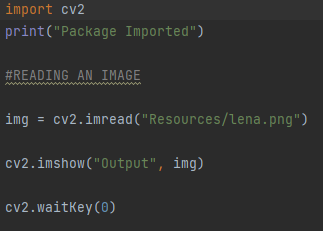 import cv2
print("Package Imported")
#READING AN IMAGE
img = cv2.imread("Resources/lena.png")
cv2.imshow("Output", img)
cv2.waitKey(0)